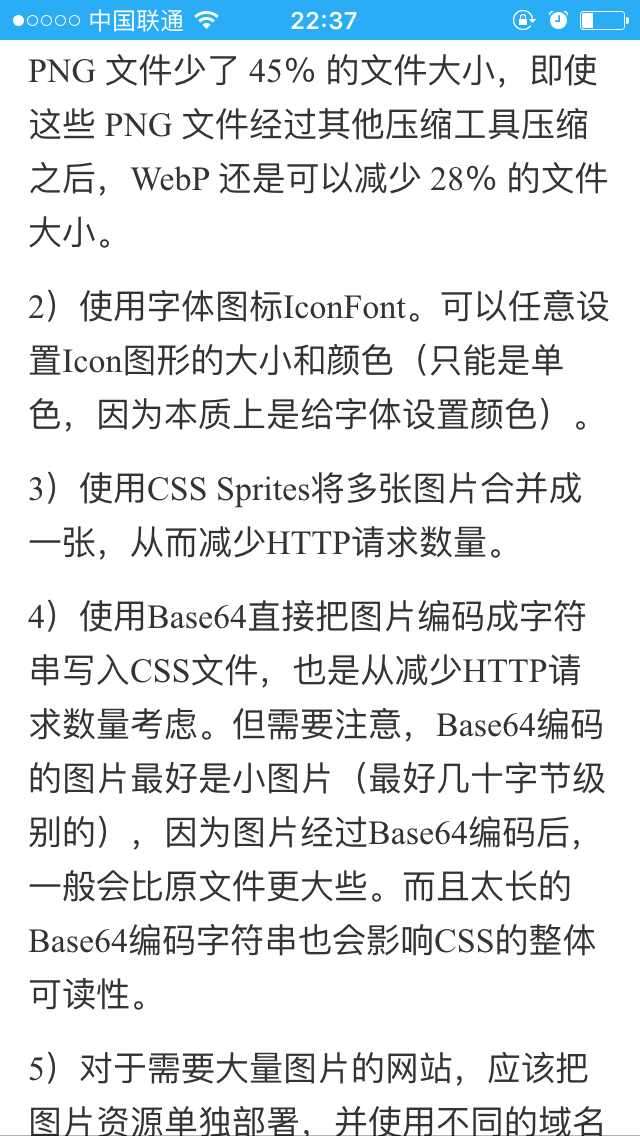 中国联通 22:37
PNG 文件少了 45% 的文件大小，即使
这些 PNG 文件经过其他压缩工具压缩
之后，WebP 还是可以减少 28% 的文件
大小。
2）使用字体图标IconFont。可以任意设
置Icon图形的大小和颜色（只能是单
色，因为本质上是给字体设置颜色）。
3）使用CSS Sprites将多张图片合并成
一张，从而减少HTTP请求数量。
4）使用Base64直接把图片编码成字符
串写入CSS文件，也是从减少HTTP请
求数量考虑。但需要注意，Base64编码
的图片最好是小图片（最好几十字节级
别的），因为图片经过Base64编码后，
一般会比原文件更大些。而且太长的
Base64编码字符串也会影响CSS的整体
可读性。
5）对于需要大量图片的网站，应该把
图片资源单独部署，并使用不同的域名